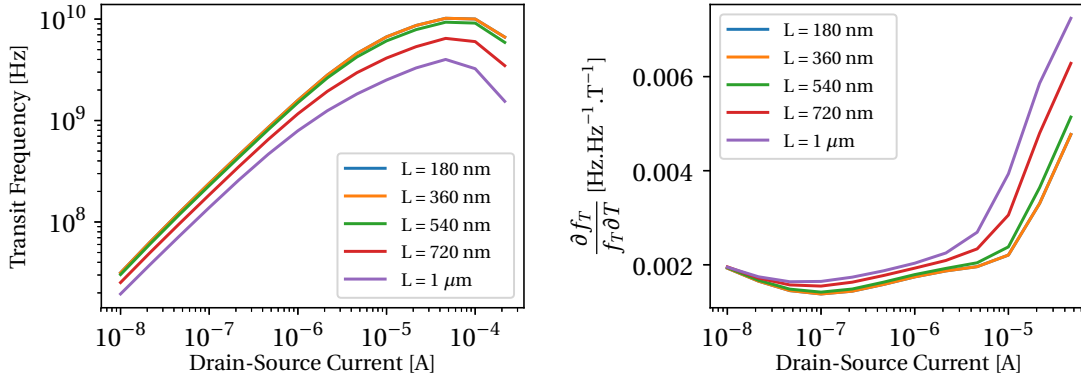 Transit Frequency [Hz]
10^10
10^9
10^8
L = 180 nm
L = 360 nm
L = 540 nm
L = 720 nm
L = 1 μm
10^−8
10^−7
10^−6
10^−5
10^−4
Drain-Source Current [A]
∂f_T / f_T∂T [Hz.Hz^−1.T^−1]
0.006
0.004
0.002
L = 180 nm
L = 360 nm
L = 540 nm
L = 720 nm
L = 1 μm
10^−8
10^−7
10^−6
10^−5
Drain-Source Current [A]